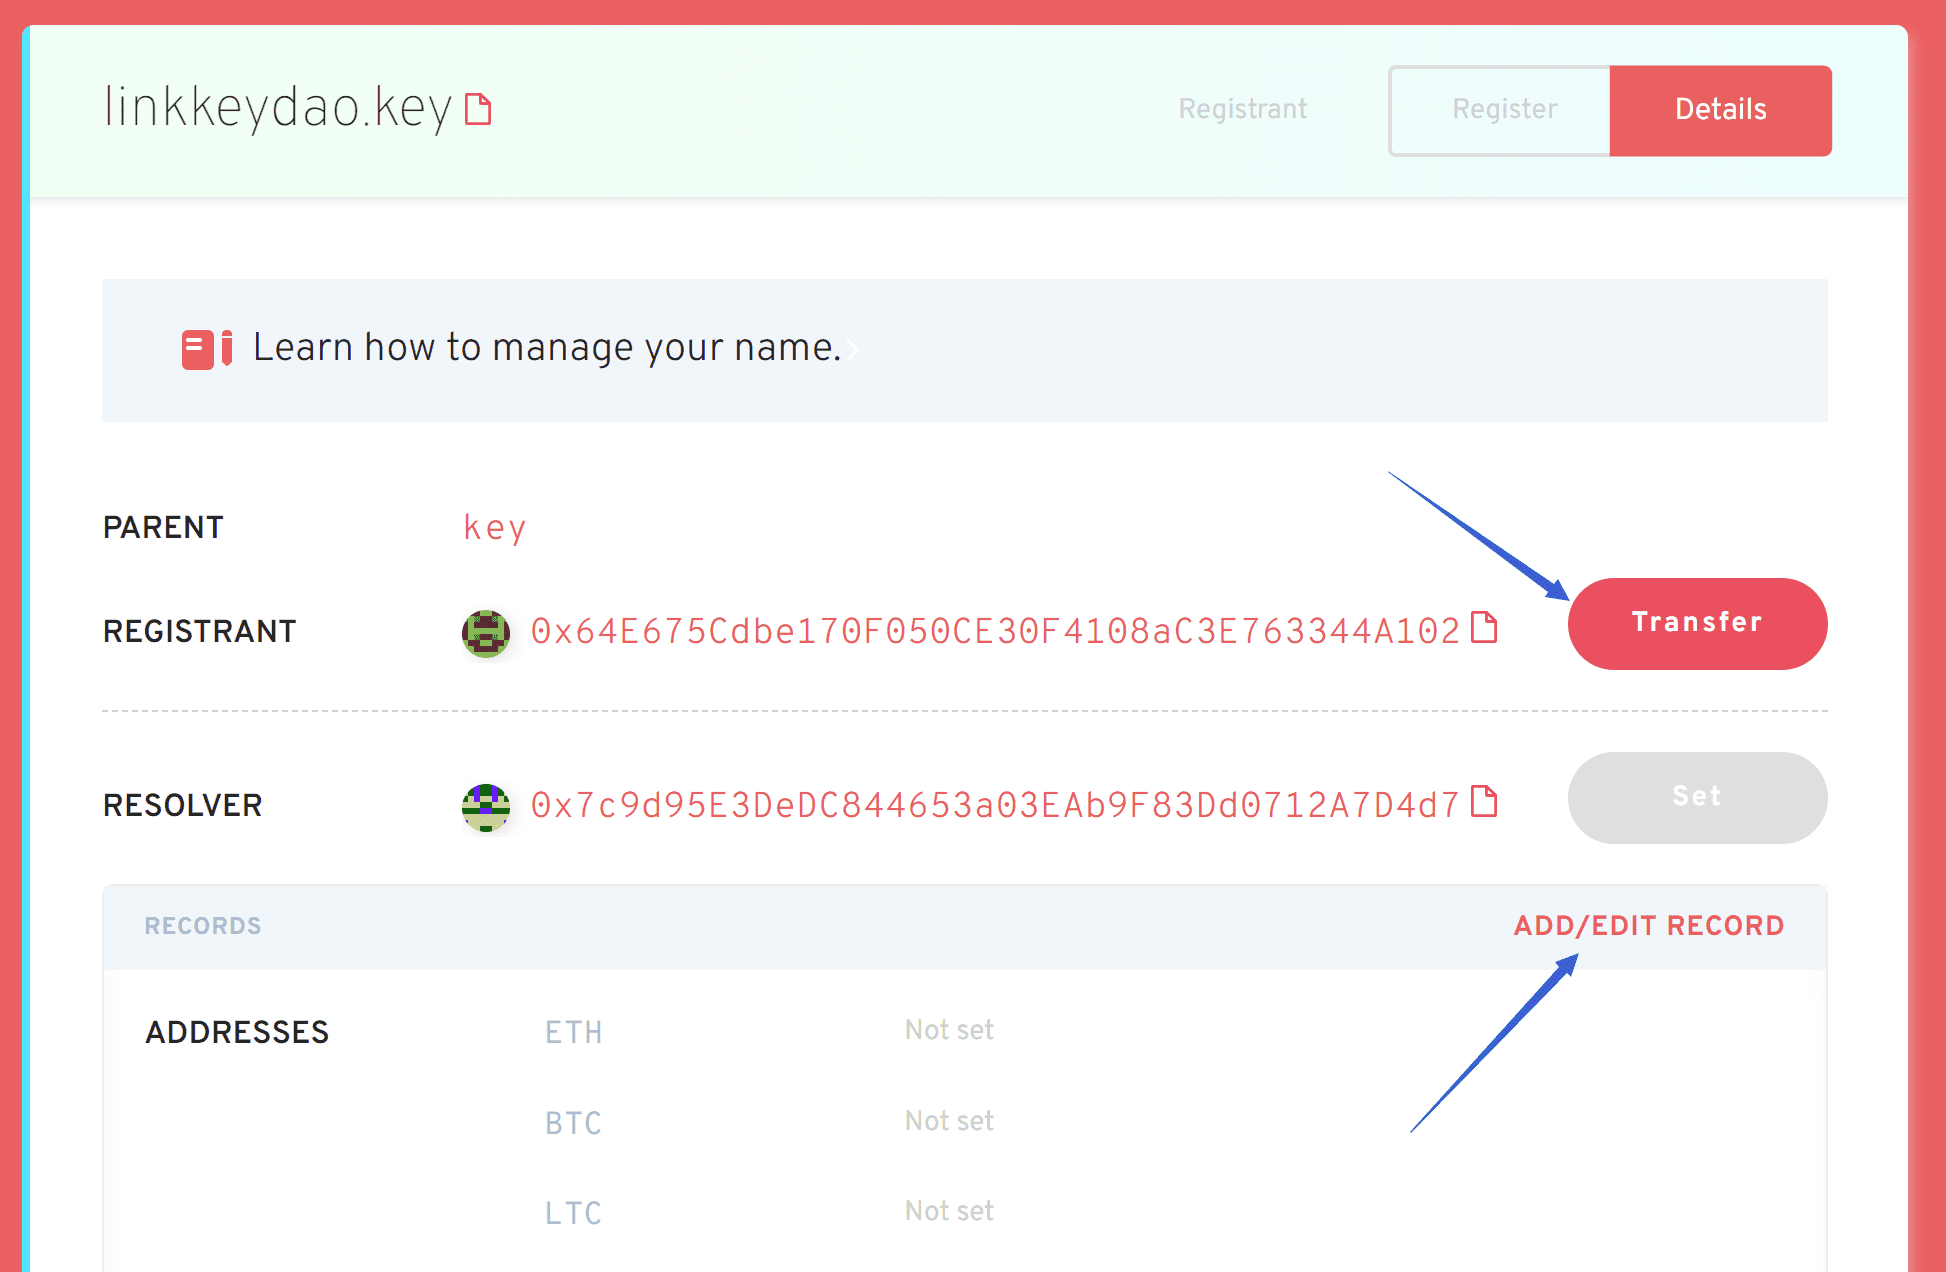 linkkeydao.key
Registrant
Register
Details
Learn how to manage your name.
PARENT
key
REGISTRANT
0x64E675Cdbe170F050CE30F4108aC3E763344A102
Transfer
RESOLVER
0x7c9d95E3DeDC844653a03EAb9F83Dd0712A7D4d7
Set
RECORDS
ADD/EDIT RECORD
ADDRESSES
ETH
Not set
BTC
Not set
LTC
Not set